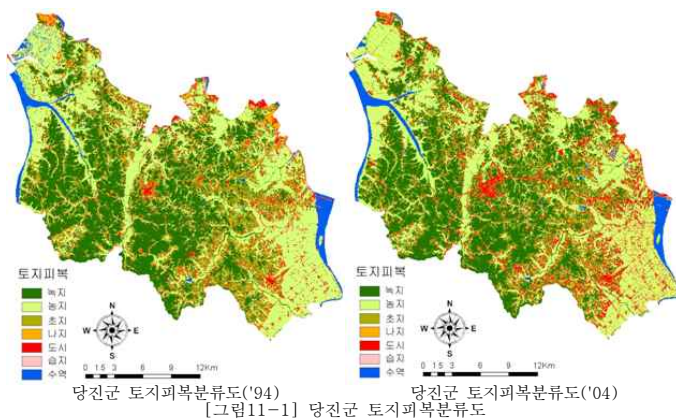 토지피복
녹지
농지
초지
나지
도시
습지
수역
N
W E
S
0 1.5 3 6 9 12Km
토지피복
녹지
농지
초지
나지
도시
습지
수역
N
W E
S
0 1.5 3 6 9 12Km
당진군 토지피복분류도('94) 당진군 토지피복분류도('04)
[그림11-1] 당진군 토지피복분류도